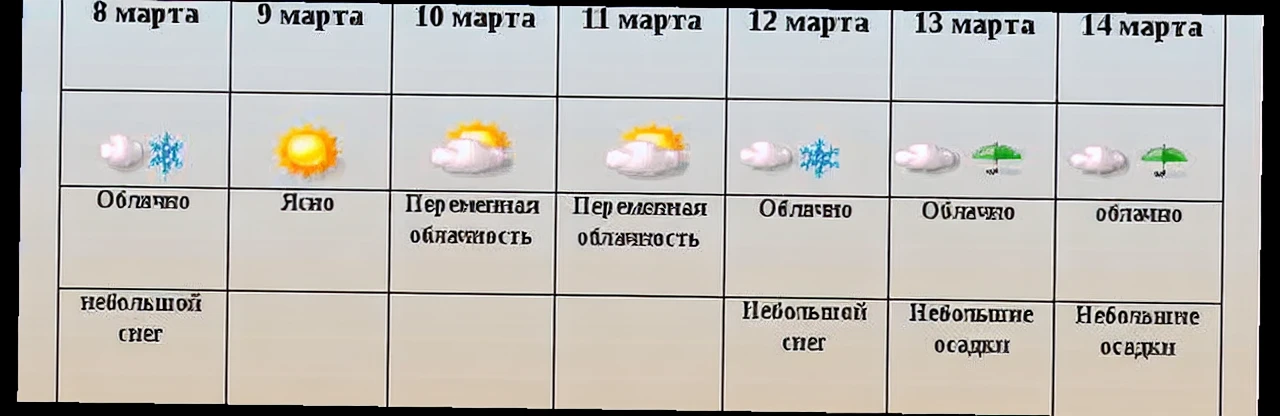 8 марта 9 марта 10 марта 11 марта 12 марта 13 марта 14 марта
Облачно Ясно Переменная Переменная Облачно Облачно облачно
облачность облачность
небольшой Небольшой Небольшие Небольшие
снег снег осадки осадки